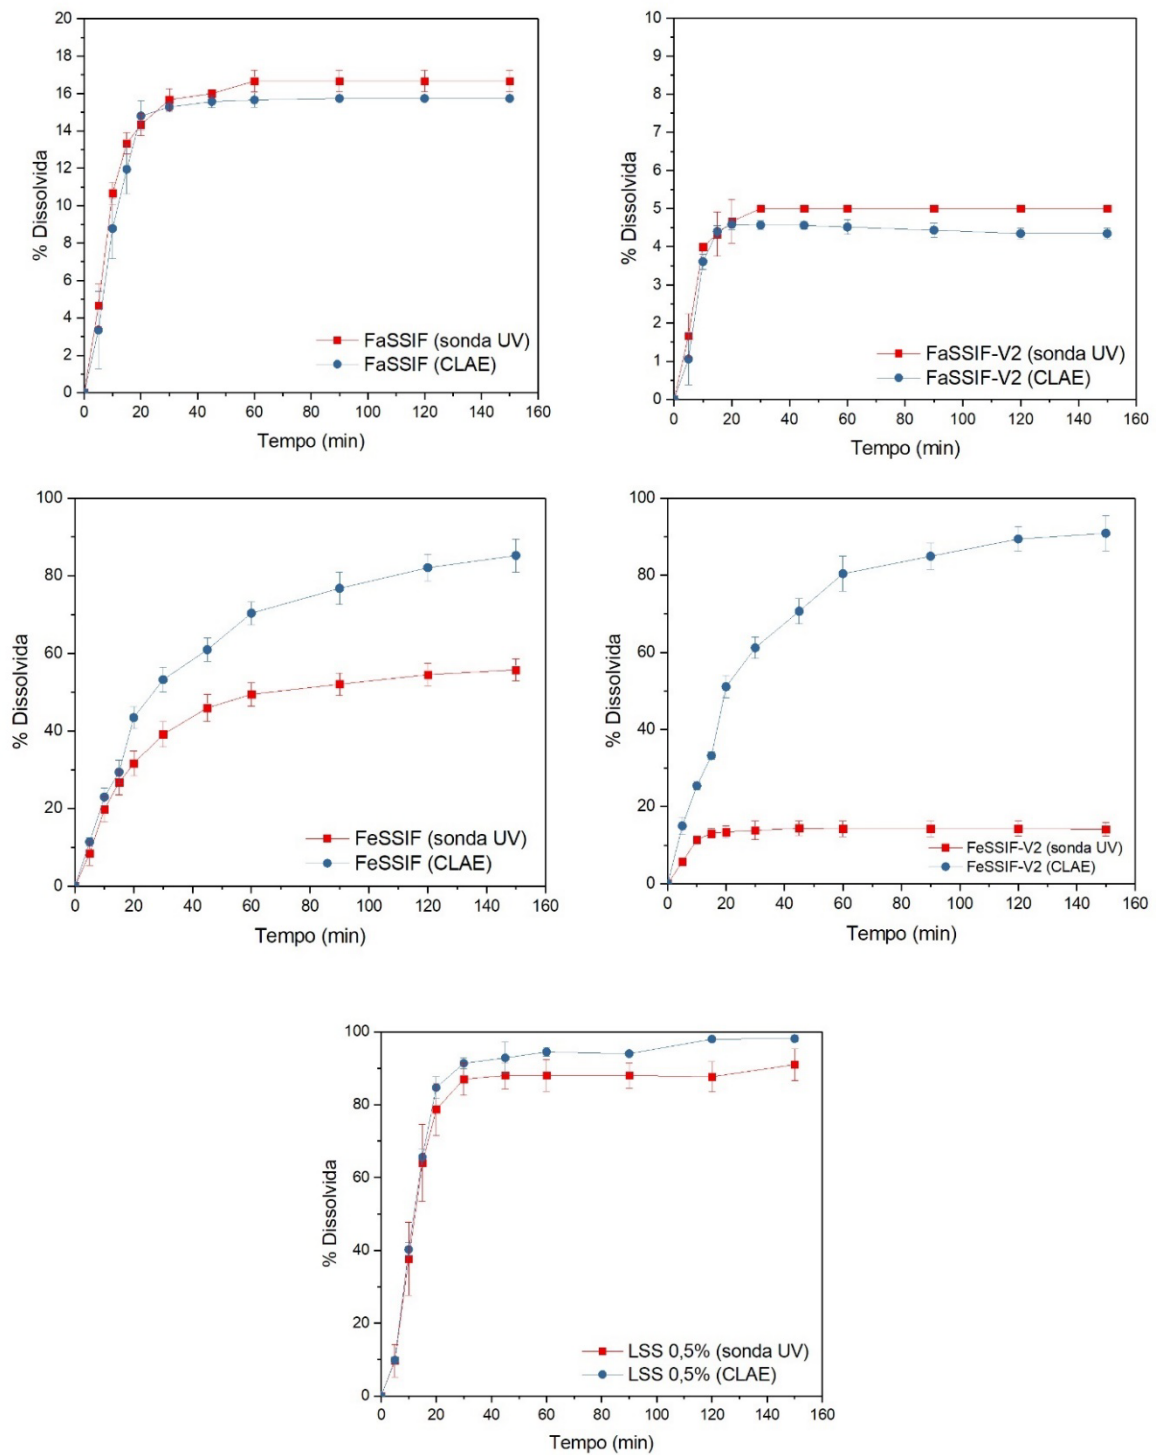 20
18
16
14
12
10
8
6
4
2
0
% Dissolvida
FaSSIF (sonda UV)
FaSSIF (CLAE)
0 20 40 60 80 100 120 140 160
Tempo (min)
10
9
8
7
6
5
4
3
2
1
0
% Dissolvida
FaSSIF-V2 (sonda UV)
FaSSIF-V2 (CLAE)
0 20 40 60 80 100 120 140 160
Tempo (min)
100
80
60
40
20
0
% Dissolvida
FeSSIF (sonda UV)
FeSSIF (CLAE)
0 20 40 60 80 100 120 140 160
Tempo (min)
100
80
60
40
20
0
% Dissolvida
FeSSIF-V2 (sonda UV)
FeSSIF-V2 (CLAE)
0 20 40 60 80 100 120 140 160
Tempo (min)
100
80
60
40
20
0
% Dissolvida
LSS 0,5% (sonda UV)
LSS 0,5% (CLAE)
0 20 40 60 80 100 120 140 160
Tempo (min)